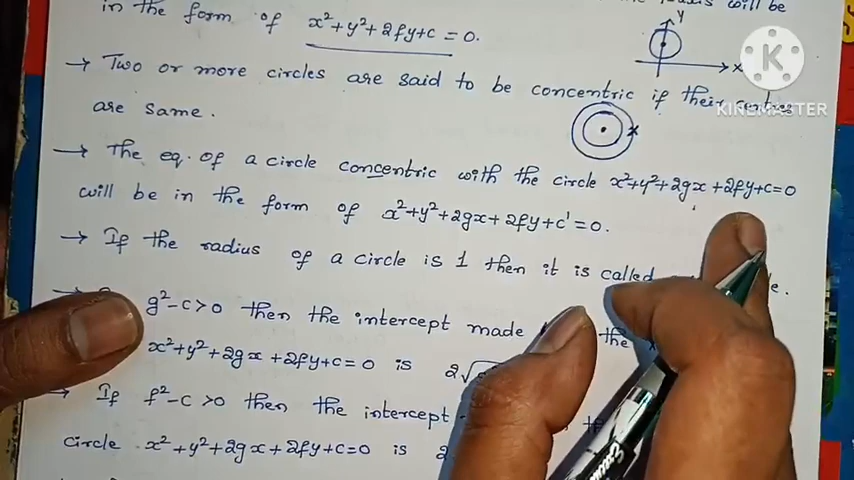 in the form of x²+y²+2fy+c=0.
Y
X
→ Two or more circles are said to be concentric if their centres
are same.
→ The eq. of a circle concentric with the circle x²+y²+2gx+2fy+c=0
will be in the form of x²+y²+2gx+2fy+c'=0.
→ If the radius of a circle is 1 then it is called
g²-c>0 then the intercept made the
x²+y²+2gx+2fy+c=0 is 2√
→ If f²-c>0 then the intercept
circle x²+y²+2gx+2fy+c=0 is 2
K
KINEMASTER